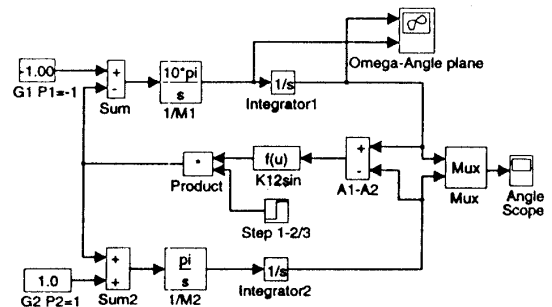 -1.00
G1 P1=-1
+
-
Sum
10*pi
s
1/M1
1/s
Integrator1
Omega-Angle plane
*
Product
f(u)
K12sin
+
-
A1-A2
Mux
Mux
Angle
Scope
Step 1-2/3
1.0
G2 P2=1
+
+
Sum2
pi
s
1/M2
1/s
Integrator2